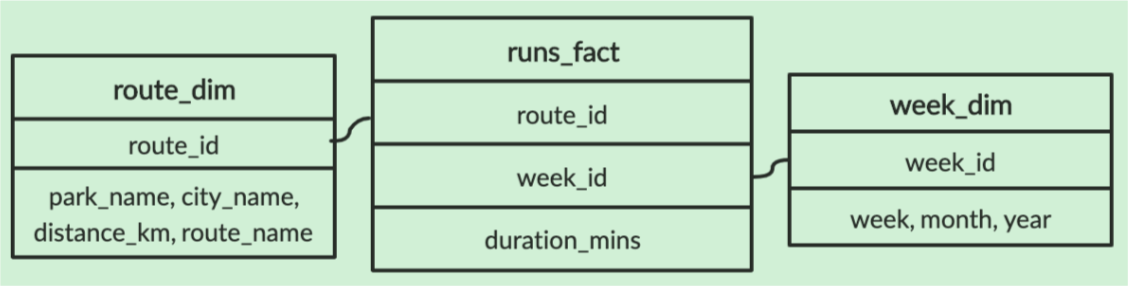 route_dim
route_id
park_name, city_name,
distance_km, route_name
runs_fact
route_id
week_id
duration_mins
week_dim
week_id
week, month, year